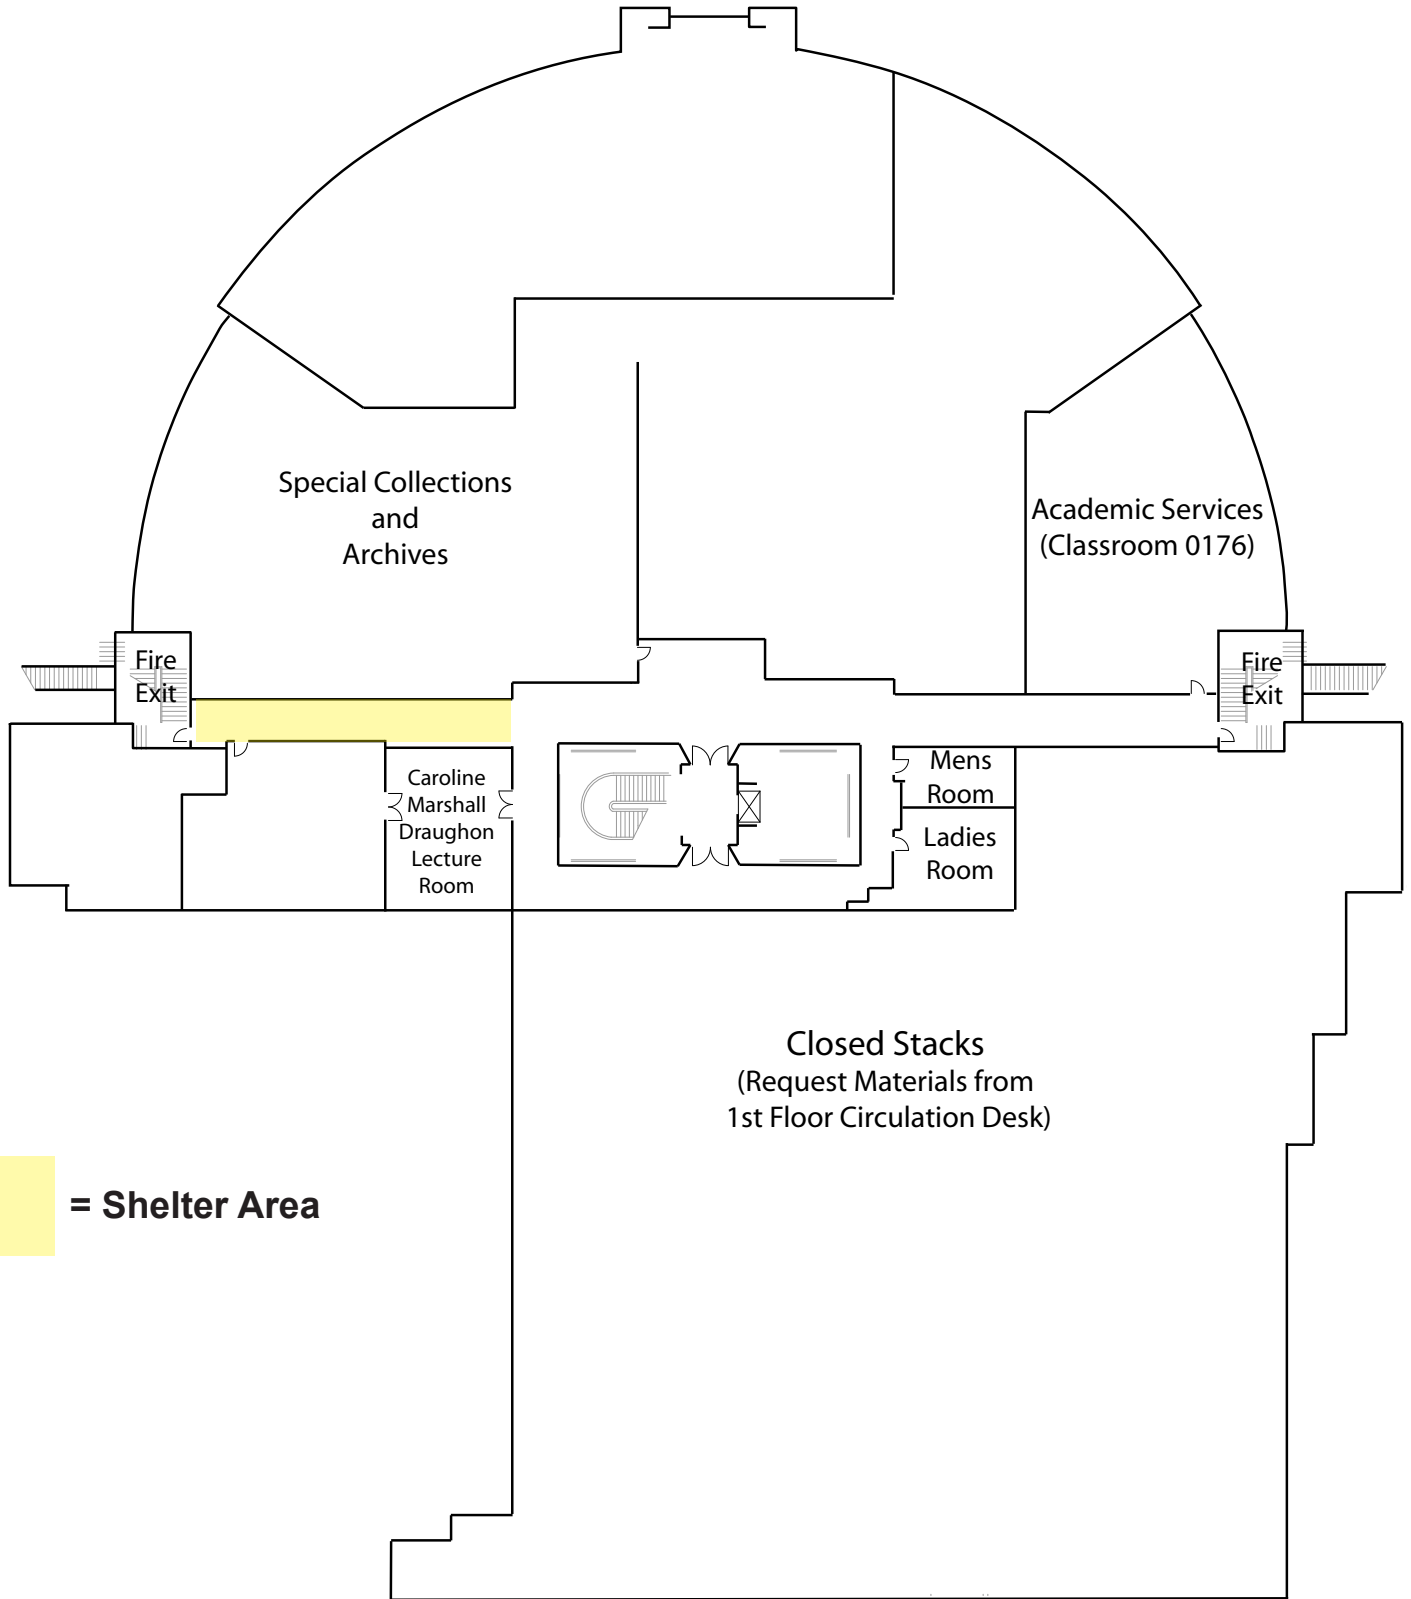 Special Collections
and
Archives
Academic Services
(Classroom 0176)
Fire
Exit
Fire
Exit
Caroline
Marshall
Draughon
Lecture
Room
Mens
Room
Ladies
Room
Closed Stacks
(Request Materials from
1st Floor Circulation Desk)
= Shelter Area